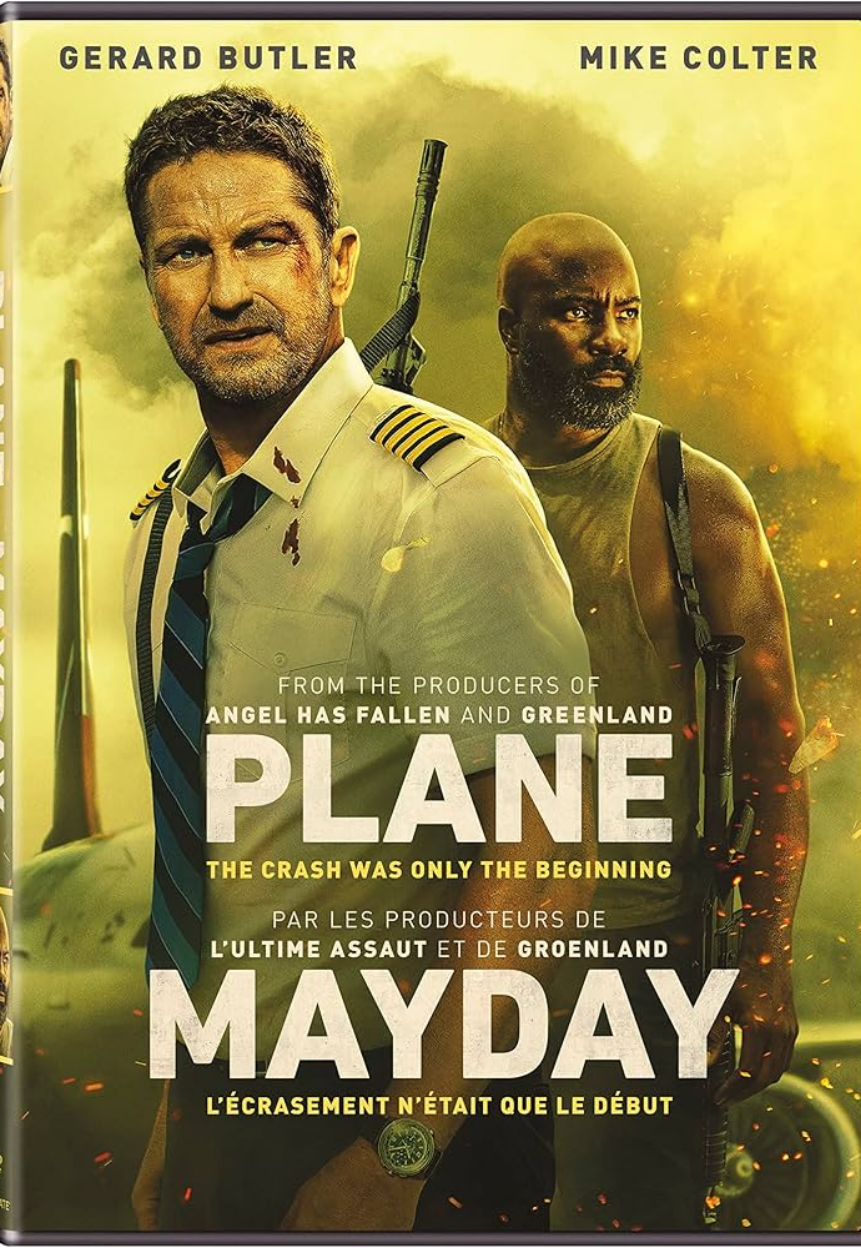 GERARD BUTLER
MIKE COLTER
FROM THE PRODUCERS OF
ANGEL HAS FALLEN AND GREENLAND
PLANE
THE CRASH WAS ONLY THE BEGINNING
PAR LES PRODUCTEURS DE
L'ULTIME ASSAUT ET DE GROENLAND
MAYDAY
L'ÉCRASEMENT N'ÉTAIT QUE LE DÉBUT